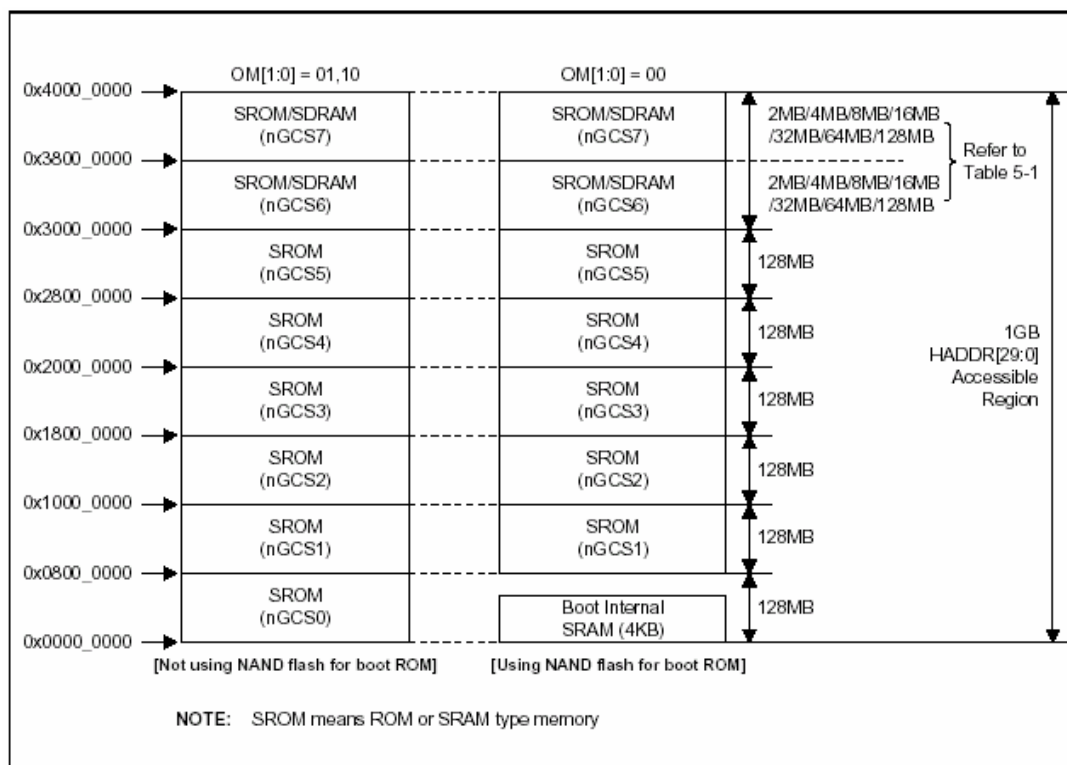 OM[1:0] = 01,10
OM[1:0] = 00
0x4000_0000
SROM/SDRAM
(nGCS7)
SROM/SDRAM
(nGCS7)
2MB/4MB/8MB/16MB
/32MB/64MB/128MB
Refer to
Table 5-1
0x3800_0000
SROM/SDRAM
(nGCS6)
SROM/SDRAM
(nGCS6)
2MB/4MB/8MB/16MB
/32MB/64MB/128MB
0x3000_0000
SROM
(nGCS5)
SROM
(nGCS5)
128MB
0x2800_0000
SROM
(nGCS4)
SROM
(nGCS4)
128MB
1GB
HADDR[29:0]
Accessible
Region
0x2000_0000
SROM
(nGCS3)
SROM
(nGCS3)
128MB
0x1800_0000
SROM
(nGCS2)
SROM
(nGCS2)
128MB
0x1000_0000
SROM
(nGCS1)
SROM
(nGCS1)
128MB
0x0800_0000
SROM
(nGCS0)
Boot Internal
SRAM (4KB)
128MB
0x0000_0000
[Not using NAND flash for boot ROM]
[Using NAND flash for boot ROM]
NOTE: SROM means ROM or SRAM type memory